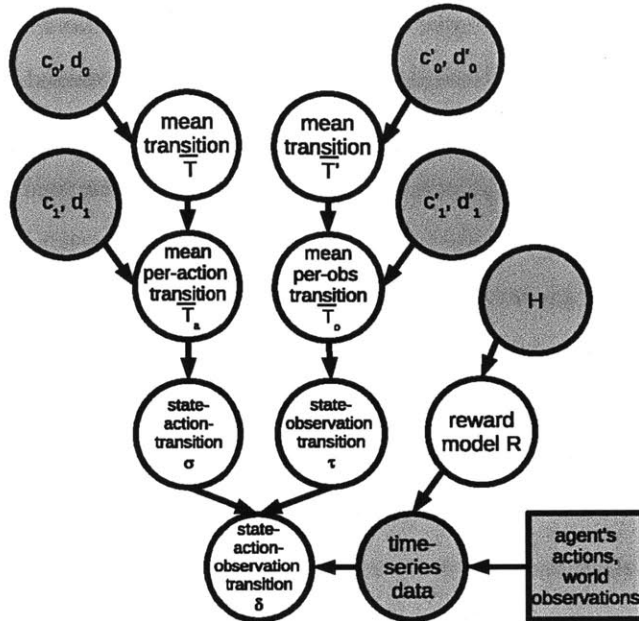 c₀, d₀
c'₀, d'₀
mean
transition
T̅
mean
transition
T̅'
c₁, d₁
c'₁, d'₁
mean
per-action
transition
T̅ₐ
mean
per-obs
transition
T̅ₒ
H
state-
action-
transition
σ
state-
observation
transition
τ
reward
model R
state-
action-
observation
transition
δ
time-
series
data
agent's
actions,
world
observations